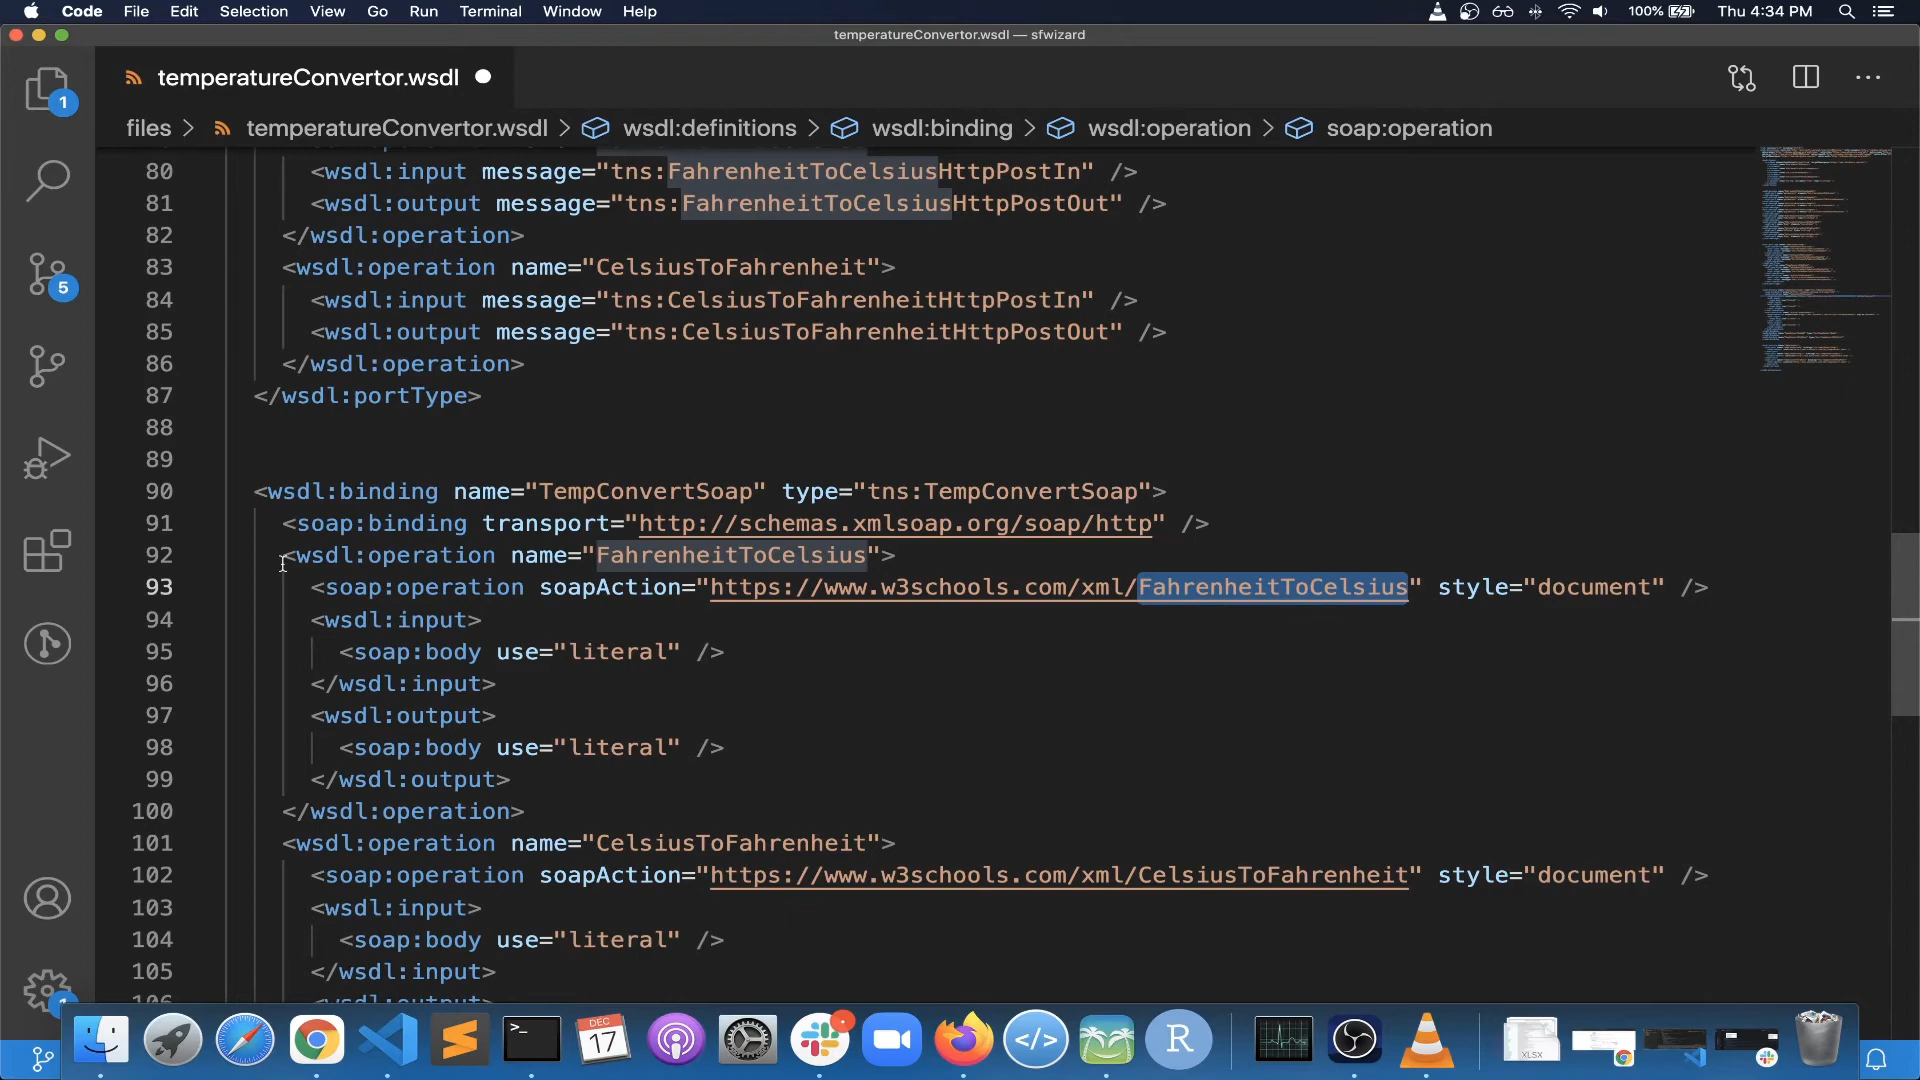 Code File Edit Selection View Go Run Terminal Window Help 100% Thu 4:34 PM
temperatureConvertor.wsdl — sfwizard
temperatureConvertor.wsdl
files > temperatureConvertor.wsdl > wsdl:definitions > wsdl:binding > wsdl:operation > soap:operation
80 <wsdl:input message="tns:FahrenheitToCelsiusHttpPostIn" />
81 <wsdl:output message="tns:FahrenheitToCelsiusHttpPostOut" />
82 </wsdl:operation>
83 <wsdl:operation name="CelsiusToFahrenheit">
84 <wsdl:input message="tns:CelsiusToFahrenheitHttpPostIn" />
85 <wsdl:output message="tns:CelsiusToFahrenheitHttpPostOut" />
86 </wsdl:operation>
87 </wsdl:portType>
88
89
90 <wsdl:binding name="TempConvertSoap" type="tns:TempConvertSoap">
91 <soap:binding transport="http://schemas.xmlsoap.org/soap/http" />
92 <wsdl:operation name="FahrenheitToCelsius">
93 <soap:operation soapAction="https://www.w3schools.com/xml/FahrenheitToCelsius" style="document" />
94 <wsdl:input>
95 <soap:body use="literal" />
96 </wsdl:input>
97 <wsdl:output>
98 <soap:body use="literal" />
99 </wsdl:output>
100 </wsdl:operation>
101 <wsdl:operation name="CelsiusToFahrenheit">
102 <soap:operation soapAction="https://www.w3schools.com/xml/CelsiusToFahrenheit" style="document" />
103 <wsdl:input>
104 <soap:body use="literal" />
105 </wsdl:input>
106 <wsdl:output>
1
5
1
DEC
17
R
XLSX